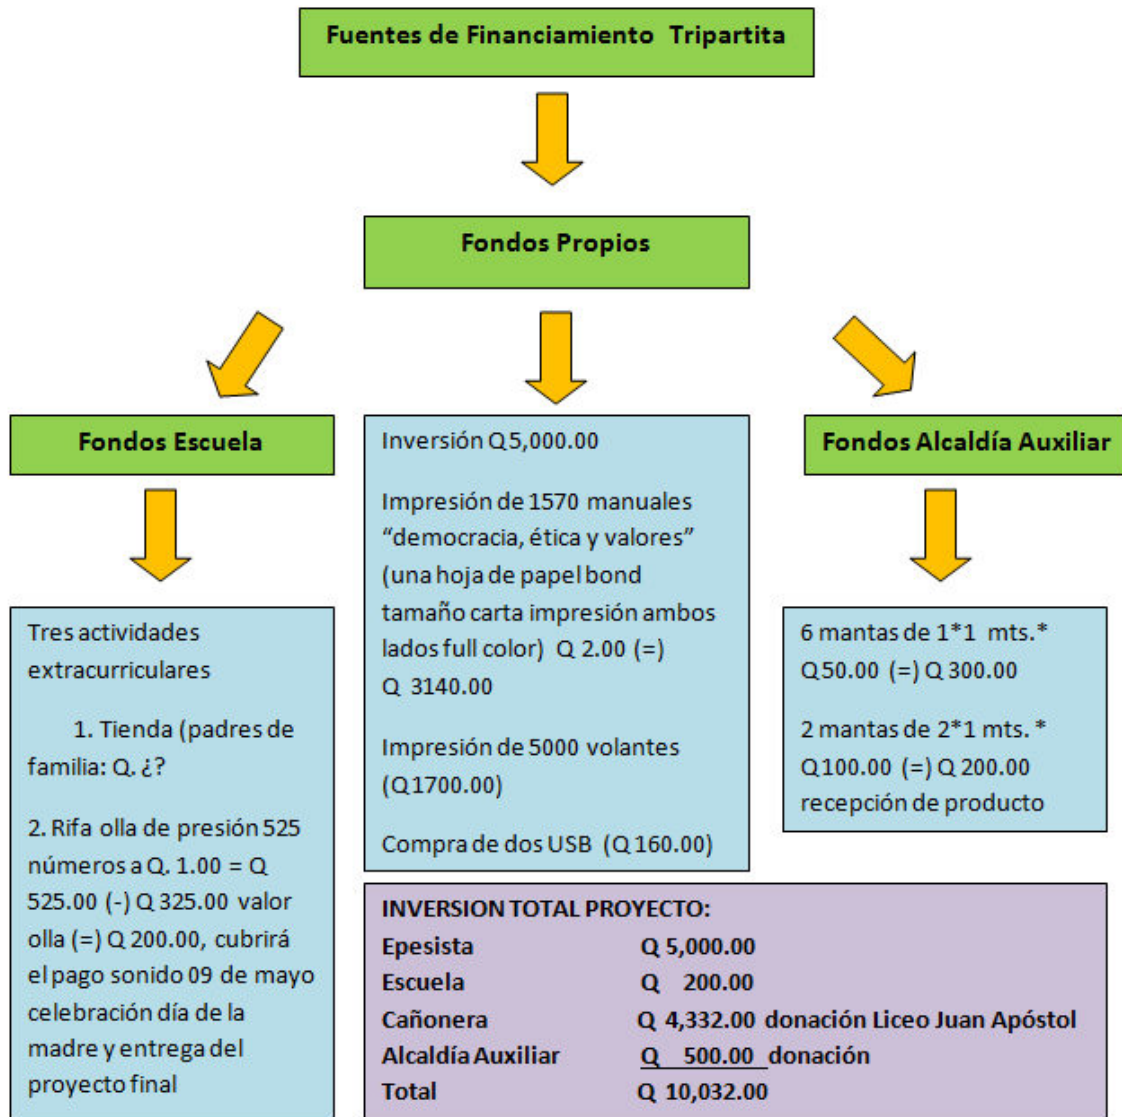 Fuentes de Financiamiento Tripartita
Fondos Propios
Fondos Escuela
Tres actividades
extracurriculares
1. Tienda (padres de
familia: Q. ¿?
2. Rifa olla de presión 525
números a Q. 1.00 = Q
525.00 (-) Q 325.00 valor
olla (=) Q 200.00, cubrirá
el pago sonido 09 de mayo
celebración día de la
madre y entrega del
proyecto final
Inversión Q 5,000.00
Impresión de 1570 manuales
“democracia, ética y valores”
(una hoja de papel bond
tamaño carta impresión ambos
lados full color) Q 2.00 (=)
Q 3140.00
Impresión de 5000 volantes
(Q1700.00)
Compra de dos USB (Q 160.00)
Fondos Alcaldía Auxiliar
6 mantas de 1*1 mts.*
Q50.00 (=) Q 300.00
2 mantas de 2*1 mts. *
Q100.00 (=) Q 200.00
recepción de producto
INVERSION TOTAL PROYECTO:
Epesista Q 5,000.00
Escuela Q 200.00
Cañonera Q 4,332.00 donación Liceo Juan Apóstol
Alcaldía Auxiliar Q 500.00 donación
Total Q 10,032.00